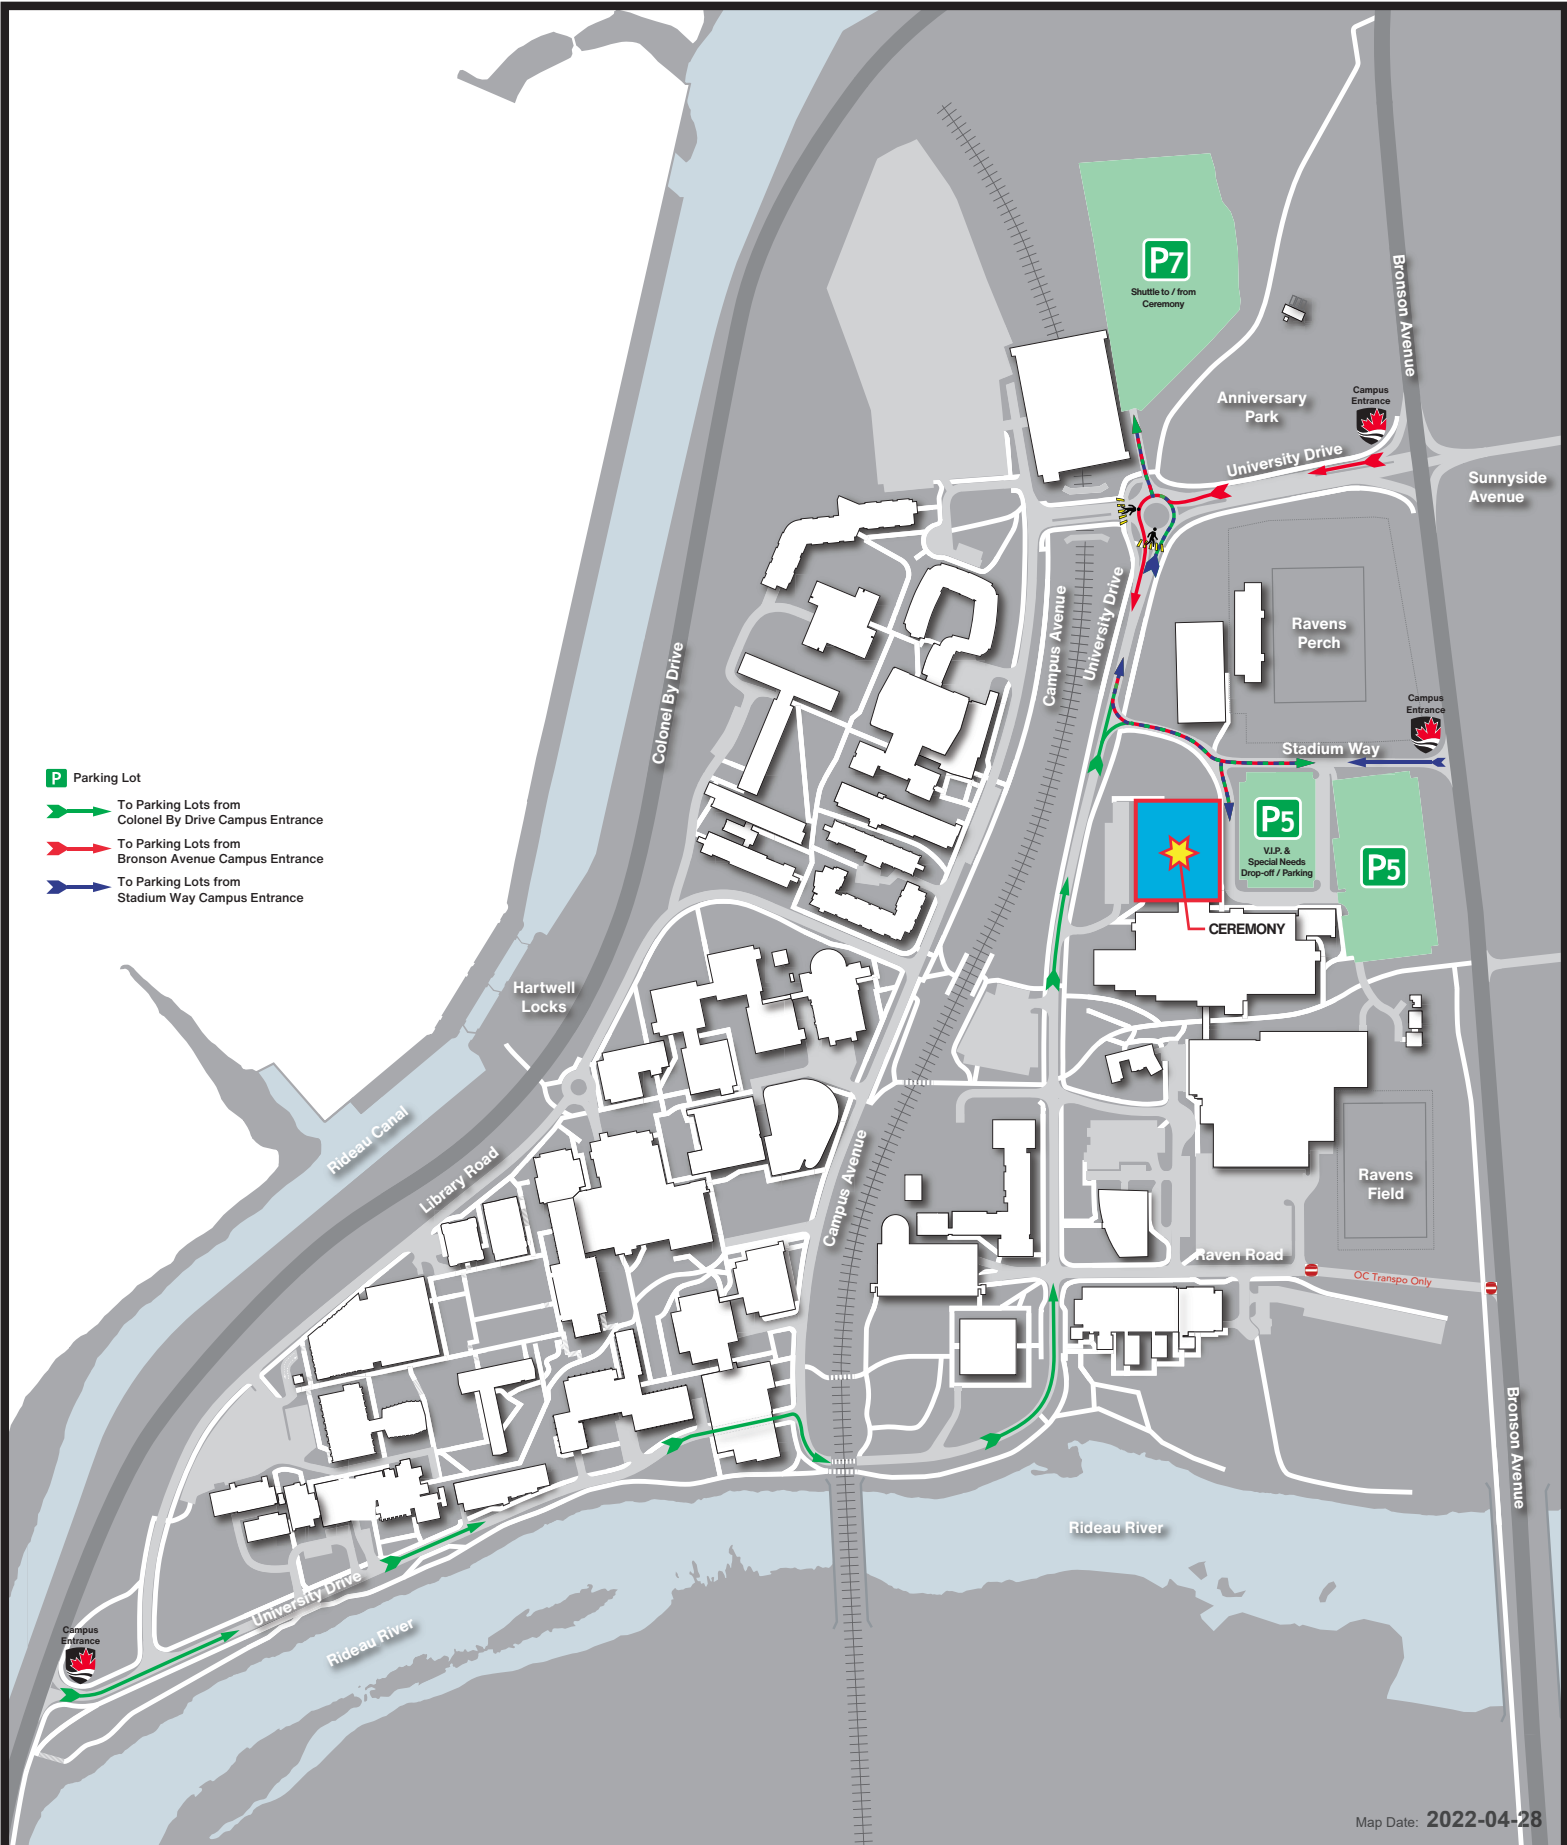 P7
Shuttle to / from
Ceremony
Bronson Avenue
Campus
Entrance
Anniversary
Park
University Drive
Sunnyside
Avenue
Ravens
Perch
Campus Avenue
University Drive
Colonel By Drive
Campus
Entrance
Stadium Way
P Parking Lot
To Parking Lots from
Colonel By Drive Campus Entrance
To Parking Lots from
Bronson Avenue Campus Entrance
To Parking Lots from
Stadium Way Campus Entrance
P5
V.I.P. &
Special Needs
Drop-off / Parking
P5
CEREMONY
Hartwell
Locks
Rideau Canal
Library Road
Campus Avenue
Ravens
Field
Raven Road
OC Transpo Only
Bronson Avenue
Rideau River
University Drive
Rideau River
Campus
Entrance
Map Date: 2022-04-28